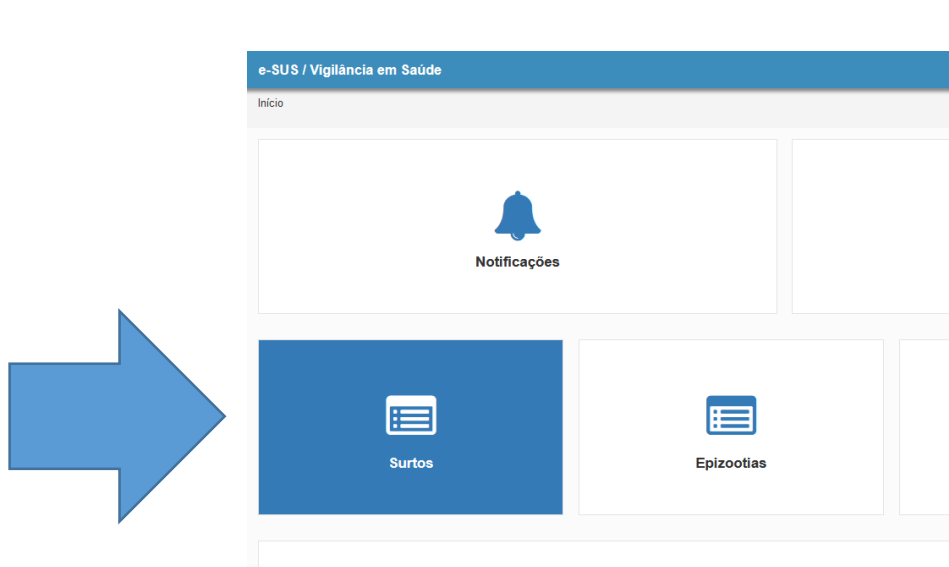 e-SUS / Vigilância em Saúde
Início
Notificações
Surtos
Epizootias